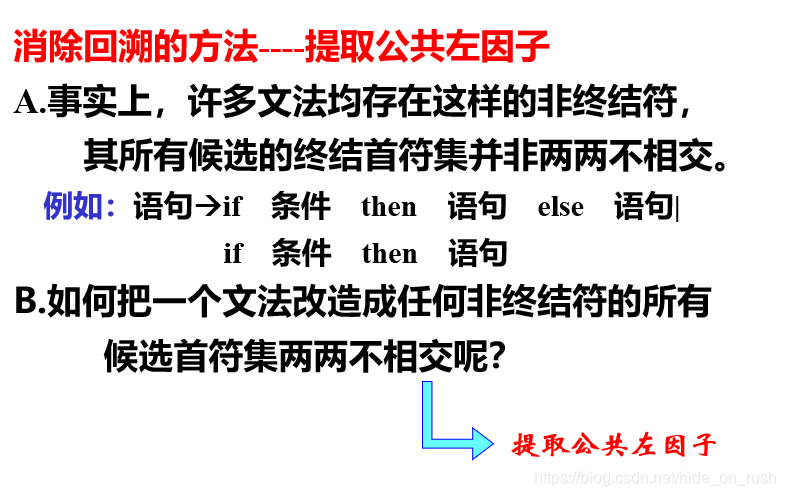 消除回溯的方法----提取公共左因子
A.事实上，许多文法均存在这样的非终结符，
其所有候选的终结首符集并非两两不相交。
例如：语句→if 条件 then 语句 else 语句|
if 条件 then 语句
B.如何把一个文法改造成任何非终结符的所有
候选首符集两两不相交呢？
提取公共左因子
https://blog.csdn.net/hide_on_rush